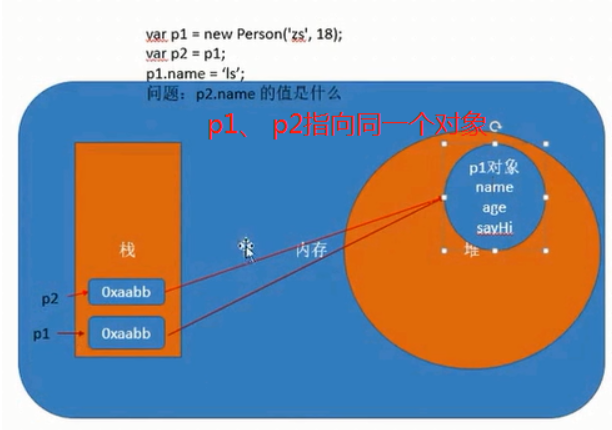 var p1 = new Person('zs', 18);
var p2 = p1;
p1.name = ‘ls’;
问题：p2.name 的值是什么
p1、 p2指向同一个对象
p1对象
name
age
sayHi
栈
内存
堆
p2
0xaabb
p1
0xaabb